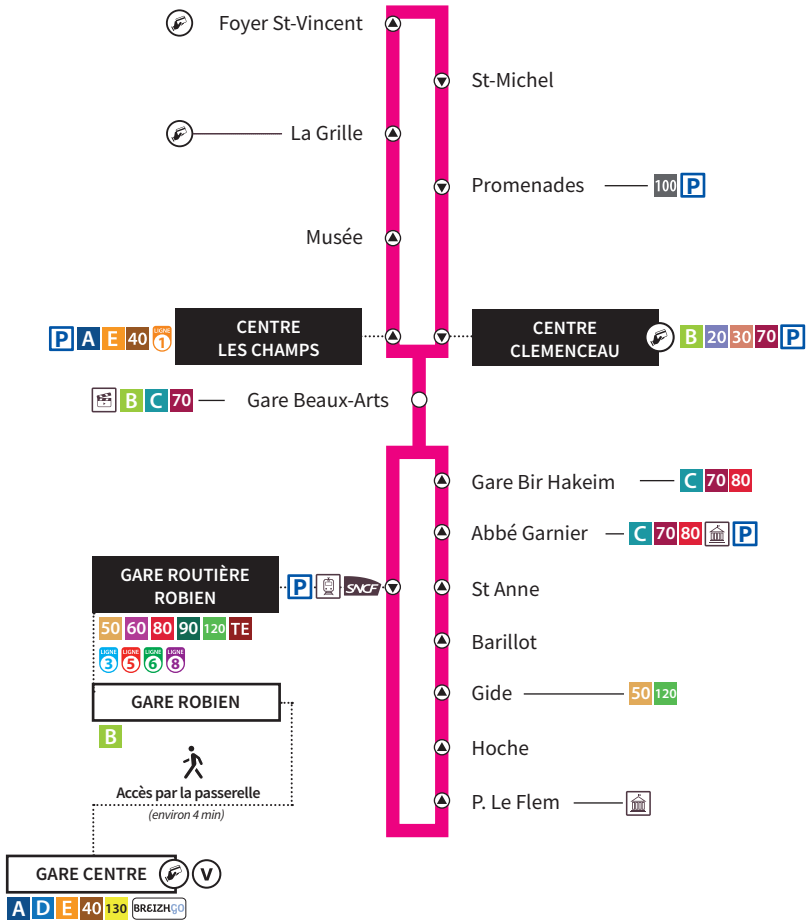 Foyer St-Vincent
St-Michel
La Grille
Promenades 100 P
Musée
P A E 40 LIGNE 1
CENTRE
LES CHAMPS
CENTRE
CLEMENCEAU
B 20 30 70 P
B C 70 Gare Beaux-Arts
Gare Bir Hakeim C 70 80
Abbé Garnier C 70 80 P
GARE ROUTIÈRE
ROBIEN
P SNCF
St Anne
50 60 80 90 120 TE
LIGNE 3 LIGNE 5 LIGNE 6 LIGNE 8
Barillot
GARE ROBIEN
Gide 50 120
B
Hoche
Accès par la passerelle
(environ 4 min)
P. Le Flem
GARE CENTRE V
A D E 40 130 BREIZHGO